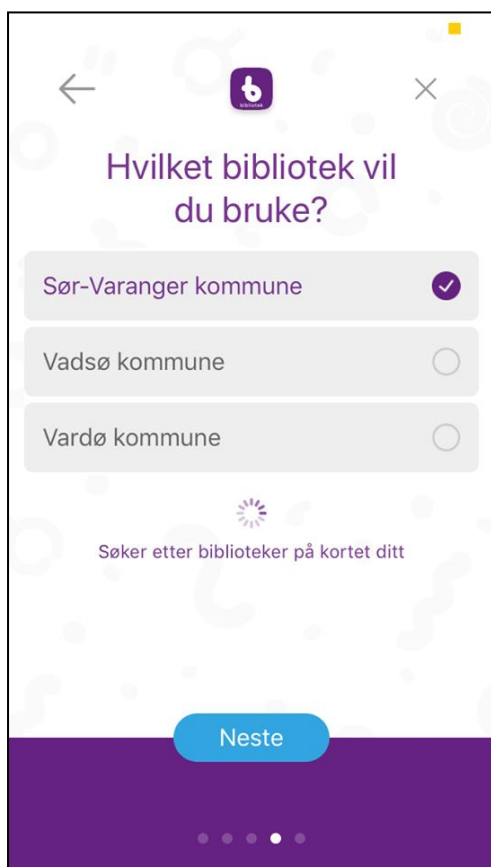 bibliotek
Hvilket bibliotek vil
du bruke?
Sør-Varanger kommune
Vadsø kommune
Vardø kommune
Søker etter biblioteker på kortet ditt
Neste